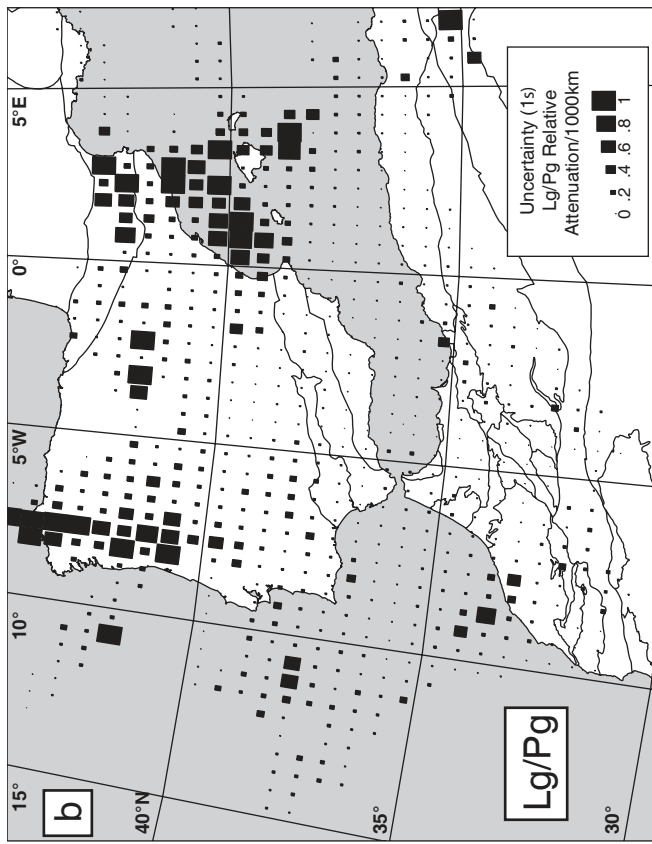 b
15°
10°
5°W
0°
5°E
40°N
35°
30°
Lg/Pg
Uncertainty (1s)
Lg/Pg Relative
Attenuation/1000km
0 .2 .4 .6 .8 1